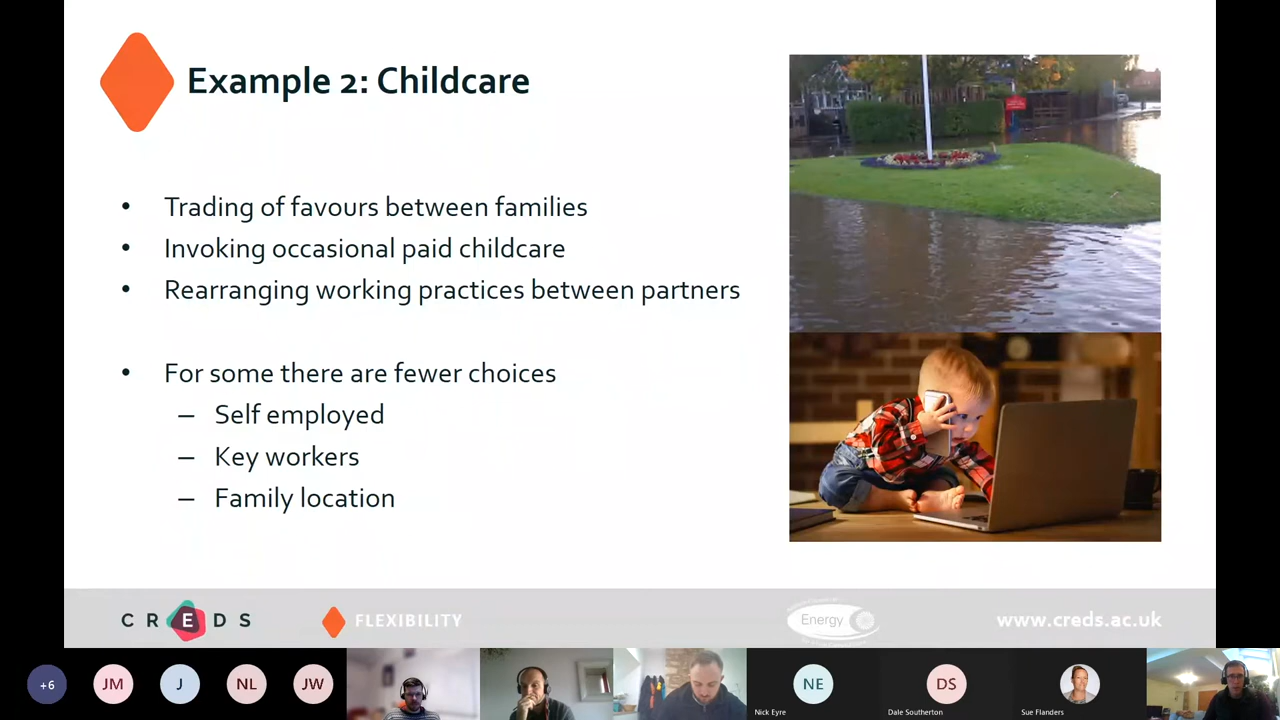 Example 2: Childcare
• Trading of favours between families
• Invoking occasional paid childcare
• Rearranging working practices between partners
• For some there are fewer choices
– Self employed
– Key workers
– Family location
CREDS
FLEXIBILITY
Energy
www.creds.ac.uk
+6
JM
J
NL
JW
NE
Nick Eyre
DS
Dale Southerton
Sue Flanders